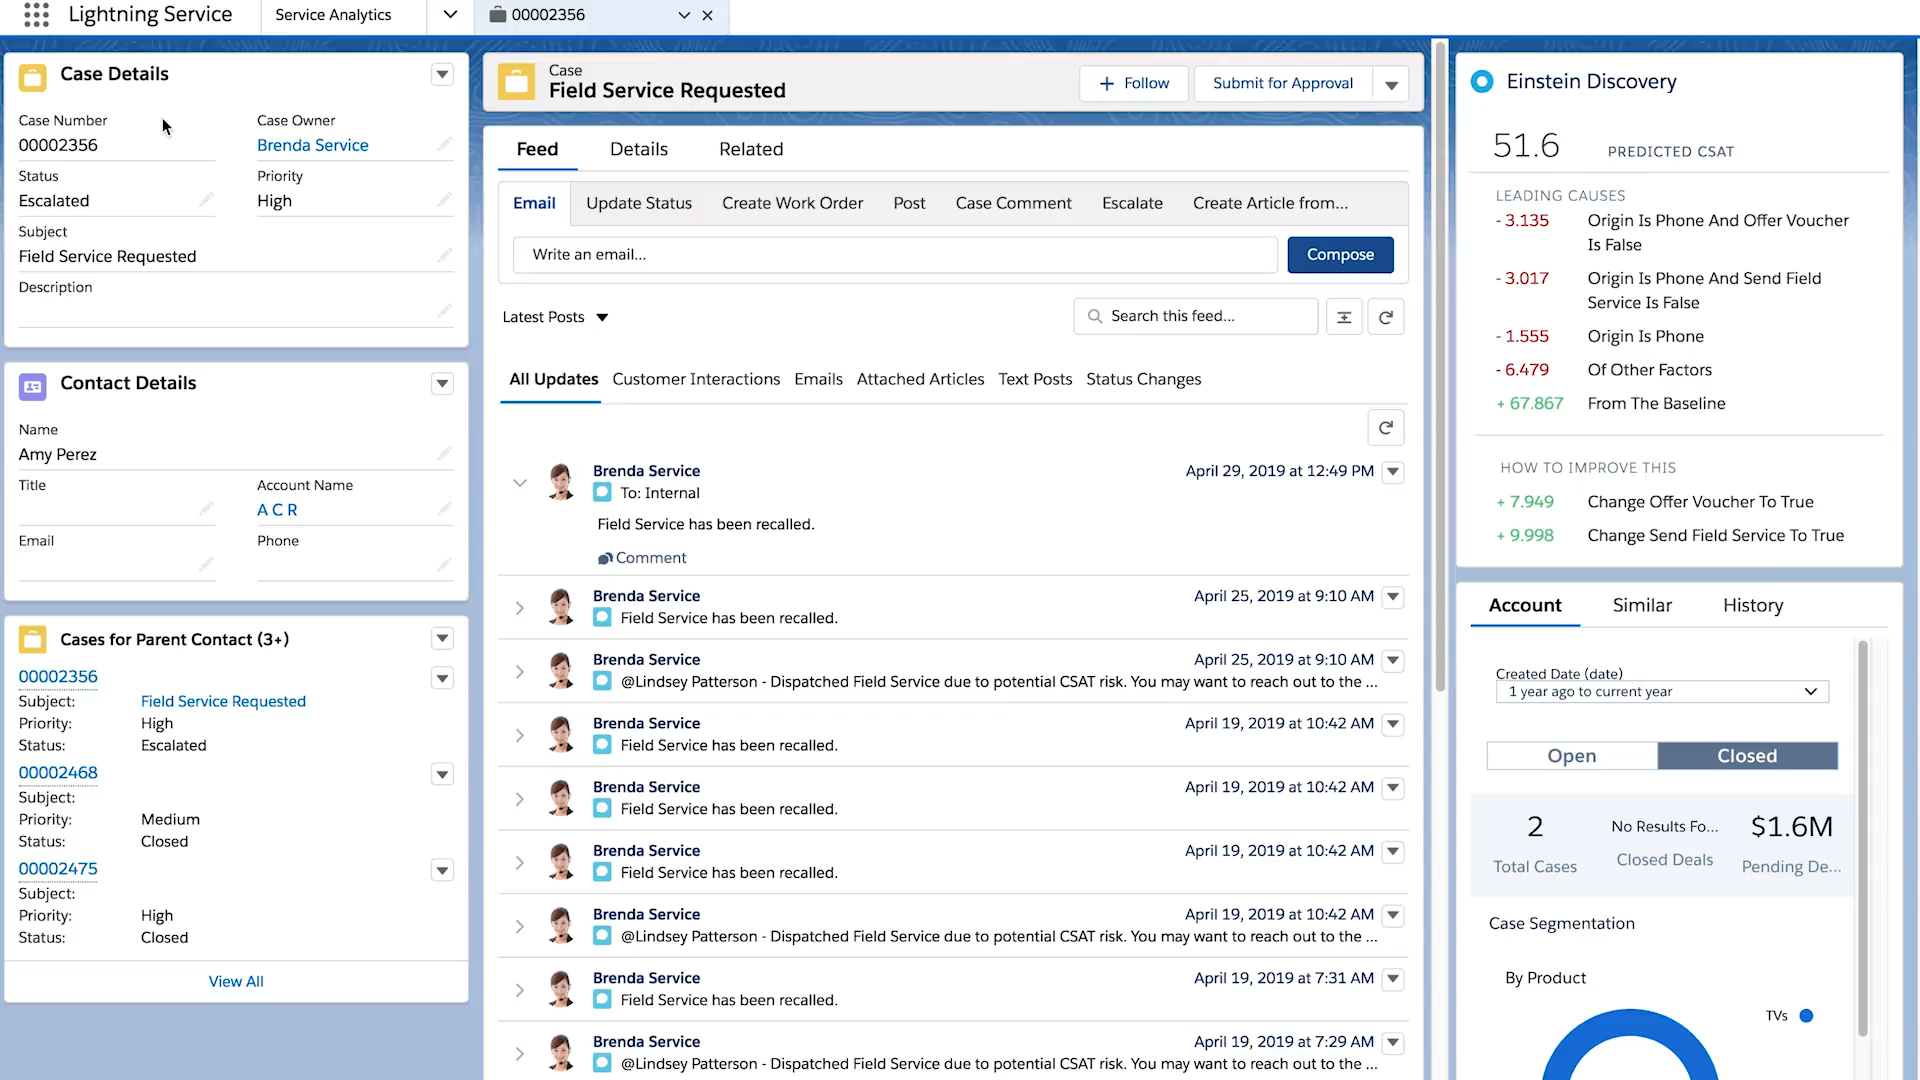 Lightning Service
Service Analytics
00002356
Case Details
Case Number
00002356
Case Owner
Brenda Service
Status
Escalated
Priority
High
Subject
Field Service Requested
Description
Contact Details
Name
Amy Perez
Title
Account Name
A C R
Email
Phone
Cases for Parent Contact (3+)
00002356
Subject: Field Service Requested
Priority: High
Status: Escalated
00002468
Subject:
Priority: Medium
Status: Closed
00002475
Subject:
Priority: High
Status: Closed
View All
Case
Field Service Requested
+ Follow
Submit for Approval
Feed Details Related
Email Update Status Create Work Order Post Case Comment Escalate Create Article from...
Write an email...
Compose
Latest Posts
Search this feed...
All Updates Customer Interactions Emails Attached Articles Text Posts Status Changes
Brenda Service April 29, 2019 at 12:49 PM
To: Internal
Field Service has been recalled.
Comment
Brenda Service April 25, 2019 at 9:10 AM
Field Service has been recalled.
Brenda Service April 25, 2019 at 9:10 AM
@Lindsey Patterson - Dispatched Field Service due to potential CSAT risk. You may want to reach out to the ...
Brenda Service April 19, 2019 at 10:42 AM
Field Service has been recalled.
Brenda Service April 19, 2019 at 10:42 AM
Field Service has been recalled.
Brenda Service April 19, 2019 at 10:42 AM
Field Service has been recalled.
Brenda Service April 19, 2019 at 10:42 AM
@Lindsey Patterson - Dispatched Field Service due to potential CSAT risk. You may want to reach out to the ...
Brenda Service April 19, 2019 at 7:31 AM
Field Service has been recalled.
Brenda Service April 19, 2019 at 7:29 AM
@Lindsey Patterson - Dispatched Field Service due to potential CSAT risk. You may want to reach out to the ...
Einstein Discovery
51.6 PREDICTED CSAT
LEADING CAUSES
- 3.135 Origin Is Phone And Offer Voucher
Is False
- 3.017 Origin Is Phone And Send Field
Service Is False
- 1.555 Origin Is Phone
- 6.479 Of Other Factors
+ 67.867 From The Baseline
HOW TO IMPROVE THIS
+ 7.949 Change Offer Voucher To True
+ 9.998 Change Send Field Service To True
Account Similar History
Created Date (date)
1 year ago to current year
Open Closed
2 No Results Fo... $1.6M
Total Cases Closed Deals Pending De...
Case Segmentation
By Product
TVs